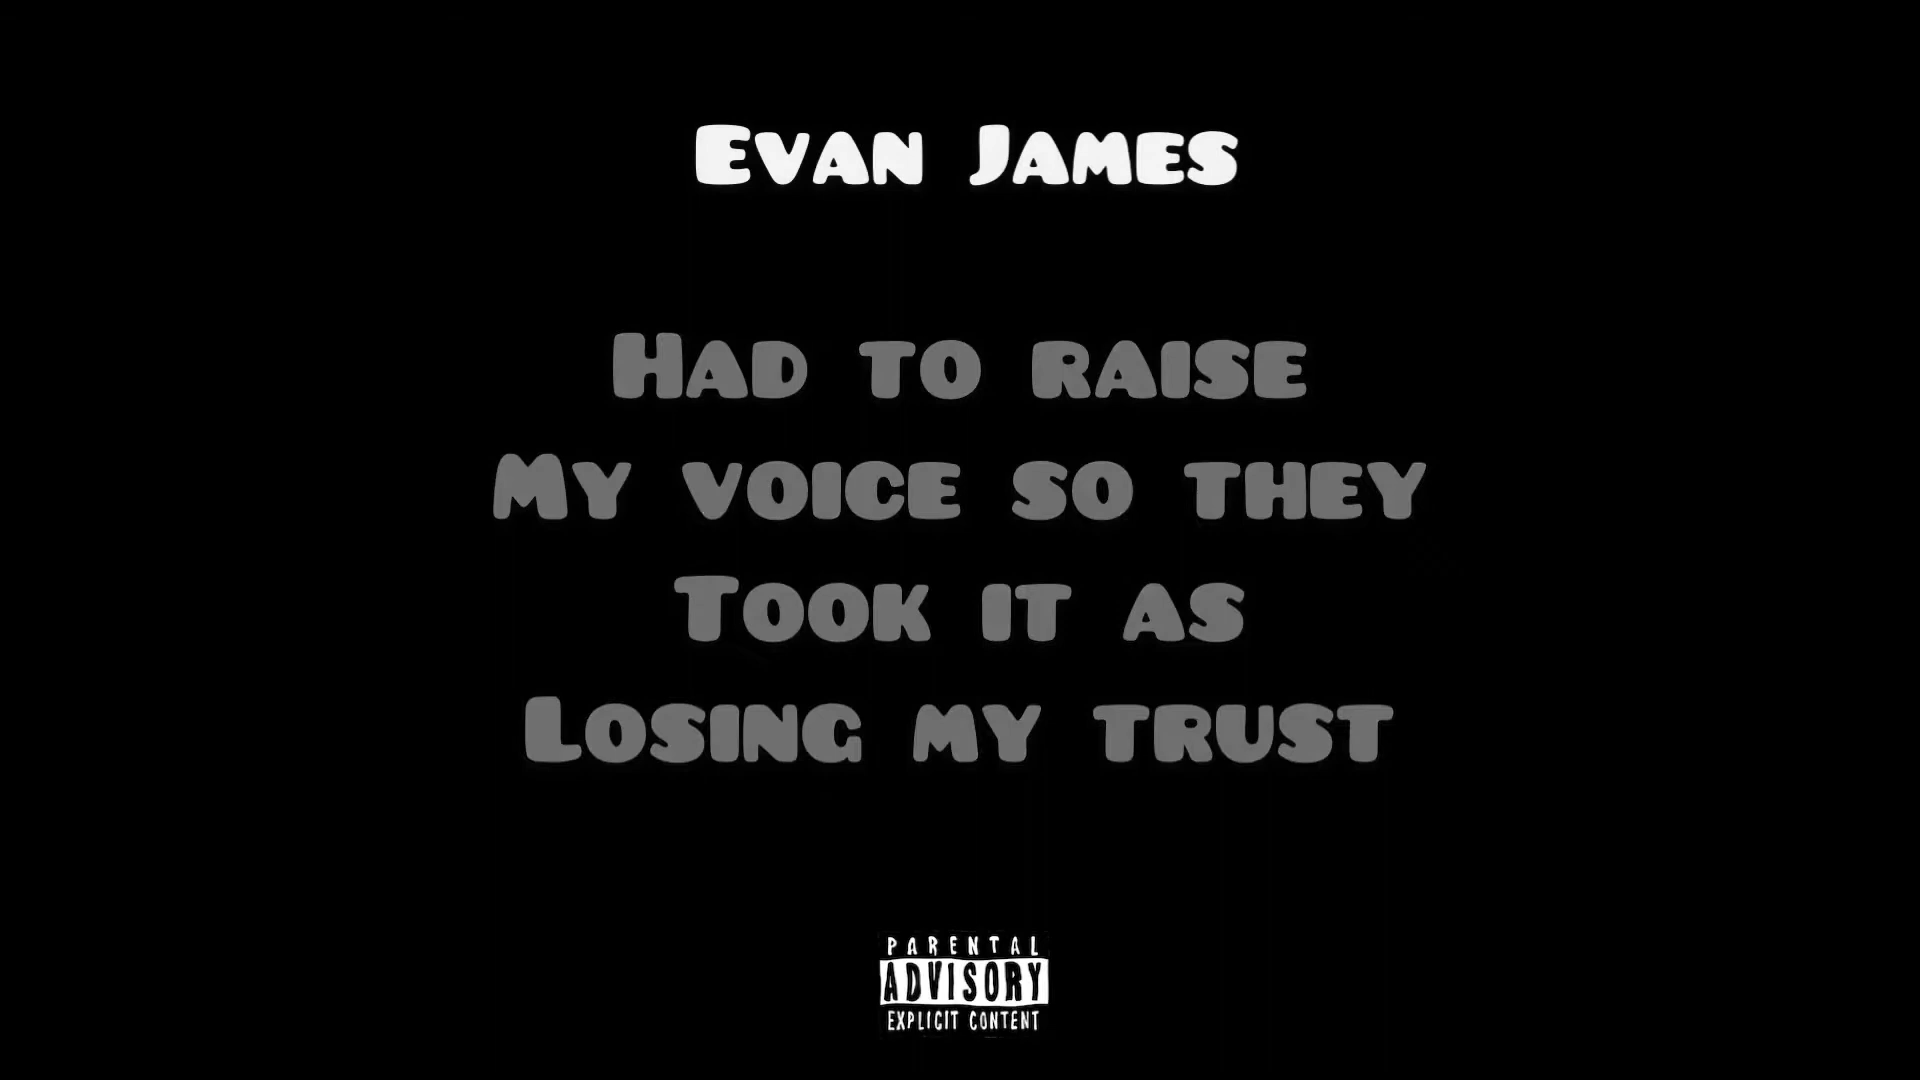 Evan James
Had to raise
My voice so they
Took it as
Losing my trust
PARENTAL
ADVISORY
EXPLICIT CONTENT